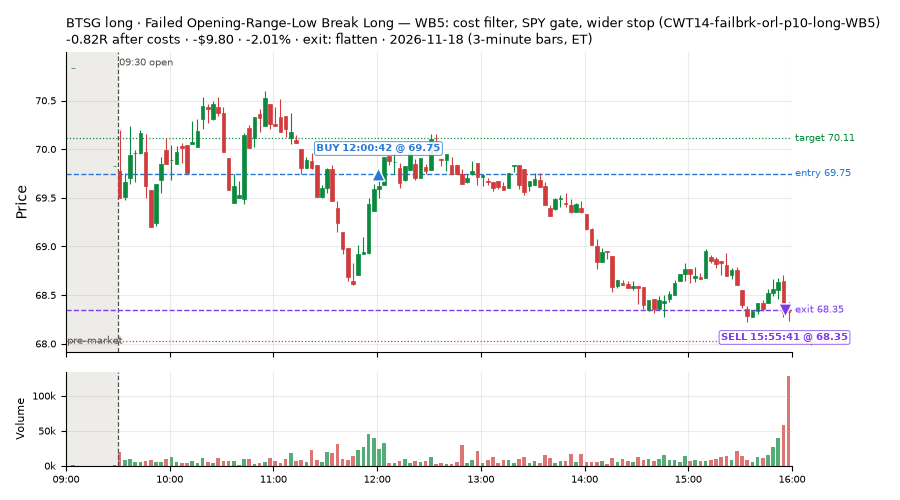 BTSG long · Failed Opening-Range-Low Break Long — WB5: cost filter, SPY gate, wider stop (CWT14-failbrk-orl-p10-long-WB5)
-0.82R after costs · -$9.80 · -2.01% · exit: flatten · 2026-11-18 (3-minute bars, ET)
09:30 open
70.5
target 70.11
BUY 12:00:42 @ 69.75
70.0
entry 69.75
69.5
Price
69.0
68.5
exit 68.35
SELL 15:55:41 @ 68.35
pre-market
68.0
100k
Volume
50k
0k
09:00 10:00 11:00 12:00 13:00 14:00 15:00 16:00